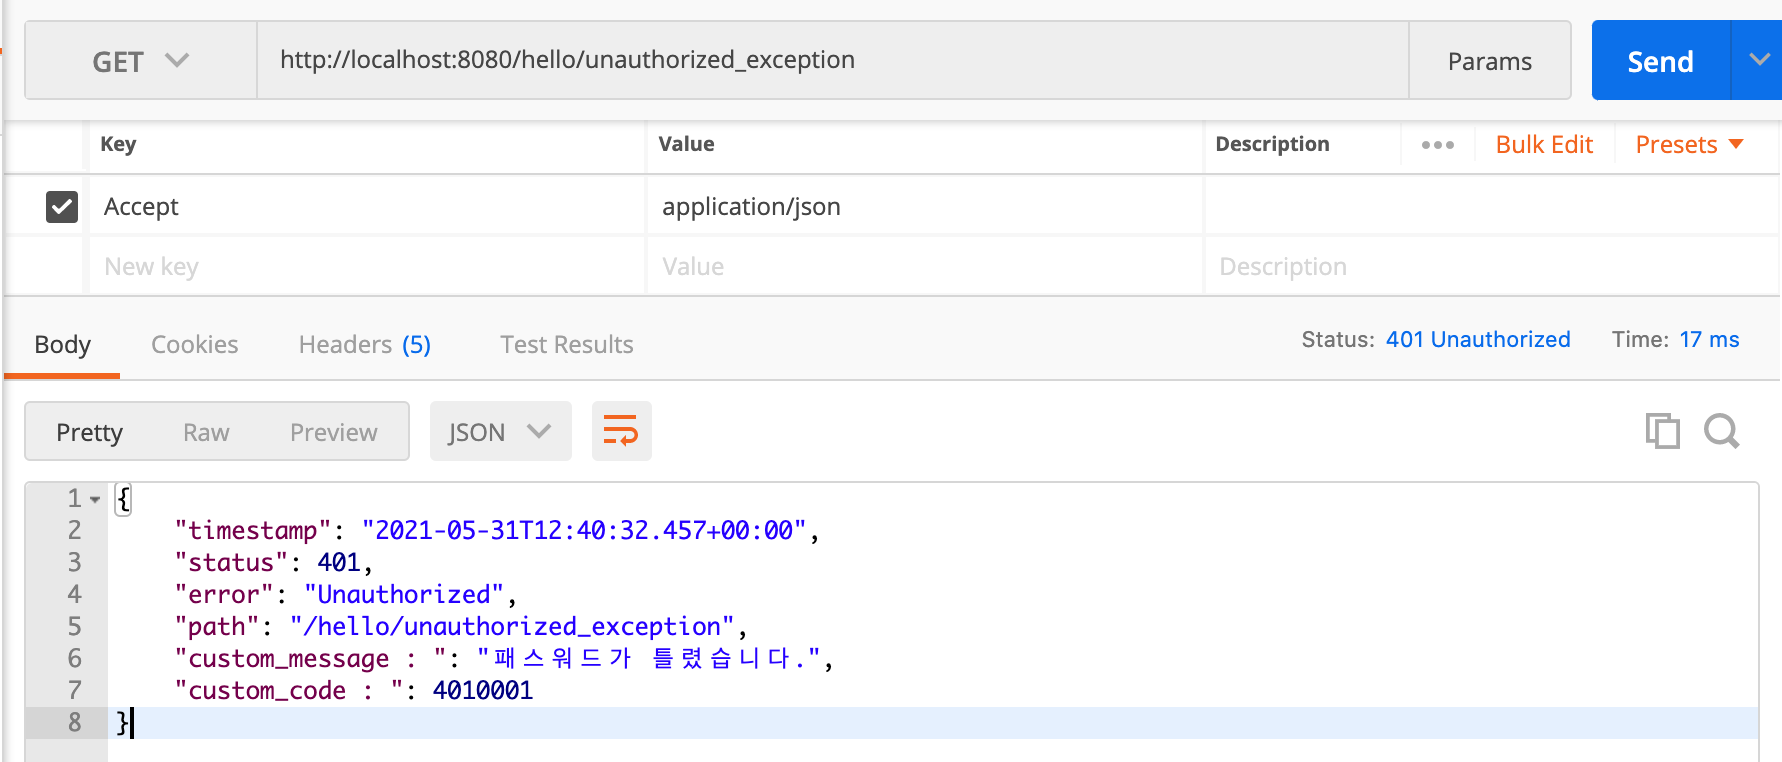 GET http://localhost:8080/hello/unauthorized_exception Params Send
Key Value Description ••• Bulk Edit Presets
Accept application/json
New key Value Description
Body Cookies Headers (5) Test Results Status: 401 Unauthorized Time: 17 ms
Pretty Raw Preview JSON
1 {
2 "timestamp": "2021-05-31T12:40:32.457+00:00",
3 "status": 401,
4 "error": "Unauthorized",
5 "path": "/hello/unauthorized_exception",
6 "custom_message : ": "패스워드가 틀렸습니다.",
7 "custom_code : ": 4010001
8 }